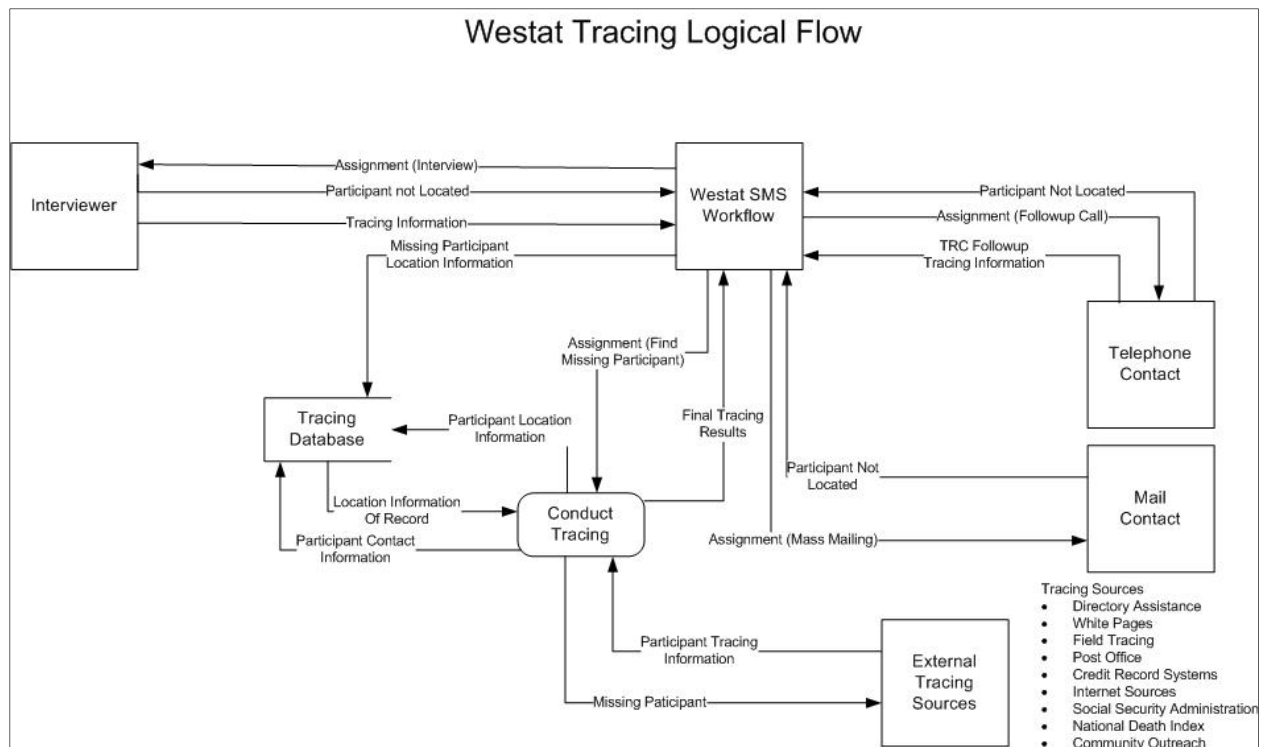 Westat Tracing Logical Flow
Interviewer
Assignment (Interview)
Participant not Located
Tracing Information
Missing Participant
Location Information
Westat SMS
Workflow
Participant Not Located
Assignment (Followup Call)
TRC Followup
Tracing Information
Telephone
Contact
Assignment (Find
Missing Participant)
Tracing
Database
Participant Location
Information
Final Tracing
Results
Participant Not
Located
Mail
Contact
Location Information
Of Record
Conduct
Tracing
Participant Contact
Information
Assignment (Mass Mailing)
Participant Tracing
Information
Missing Paticipant
External
Tracing
Sources
Tracing Sources
• Directory Assistance
• White Pages
• Field Tracing
• Post Office
• Credit Record Systems
• Internet Sources
• Social Security Administration
• National Death Index
• Community Outreach